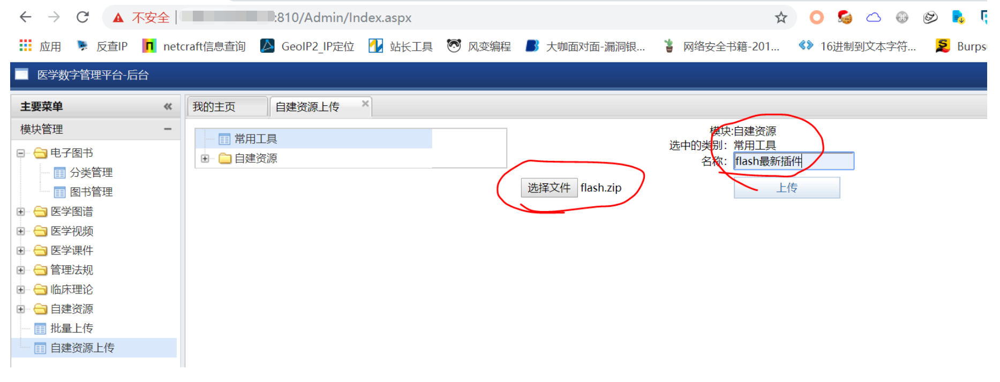 不安全 :810/Admin/Index.aspx
应用 反查IP netcraft信息查询 GeoIP2_IP定位 站长工具 风变编程 大咖面对面-漏洞银... 网络安全书籍-201... 16进制到文本字符... Burps
医学数字管理平台-后台
主要菜单
我的主页 自建资源上传
模块管理
电子图书
分类管理
图书管理
医学图谱
医学视频
医学课件
管理法规
临床理论
自建资源
批量上传
自建资源上传
常用工具
自建资源
模块:自建资源
选中的类别：常用工具
名称：flash最新插件
选择文件 flash.zip
上传